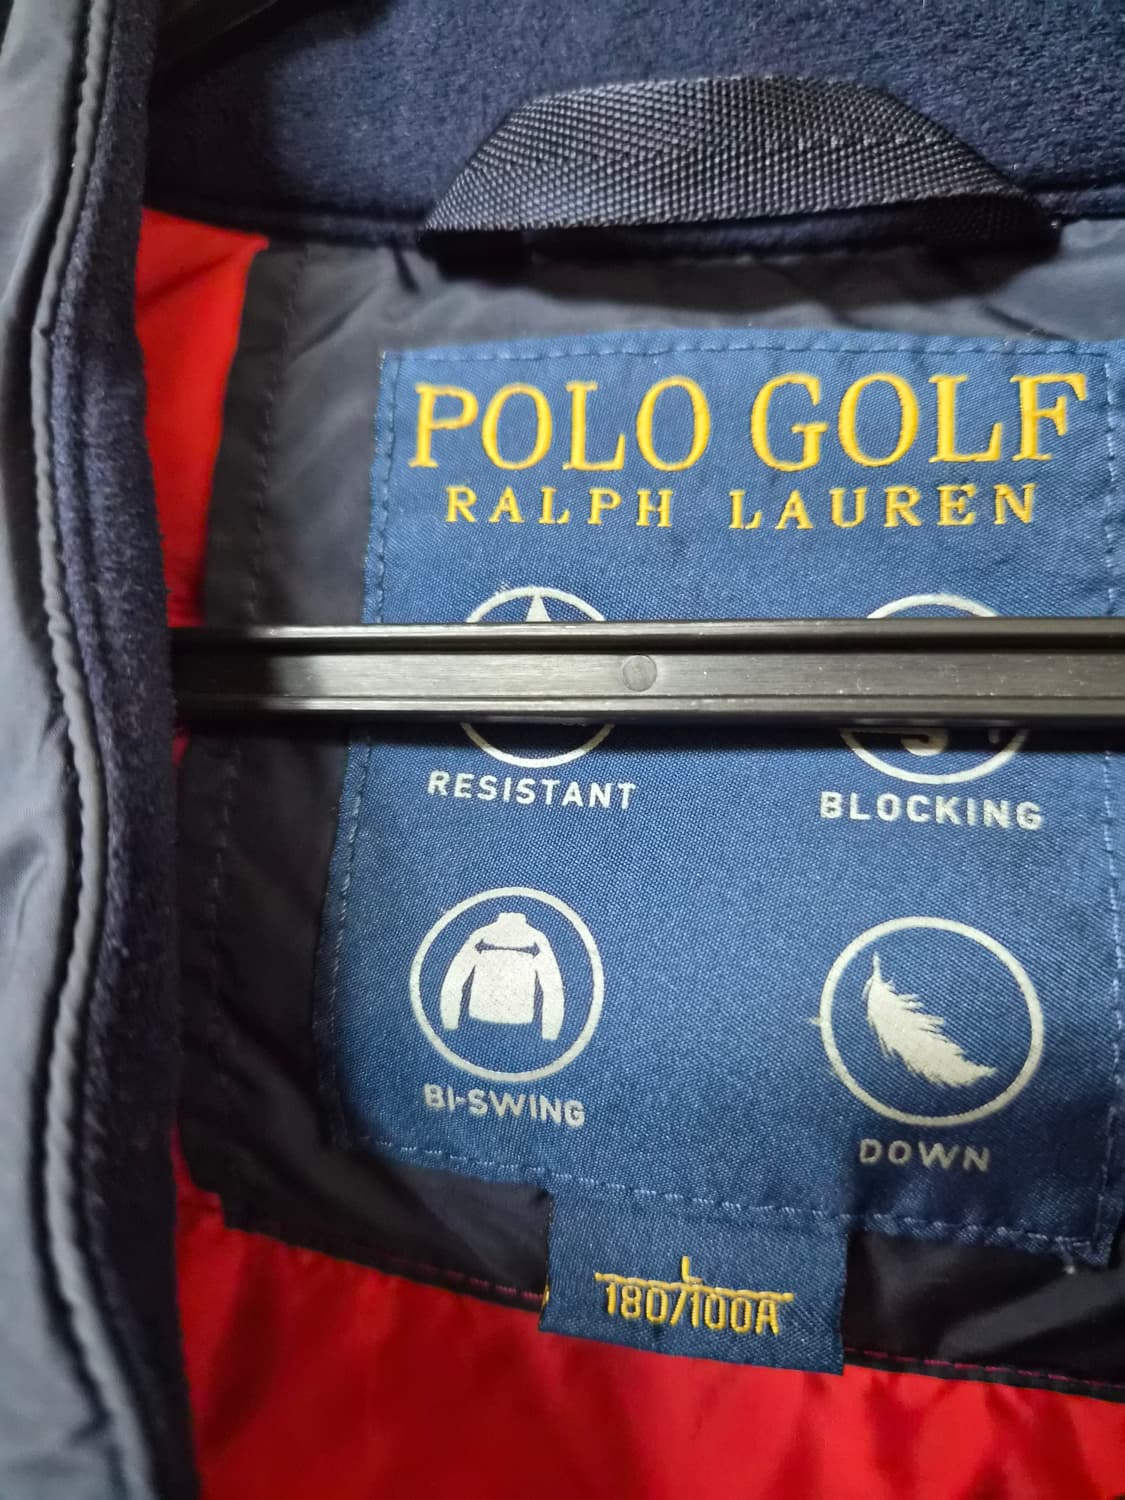 POLO GOLF
RALPH LAUREN
RESISTANT
BLOCKING
BI-SWING
DOWN
L
180/100A